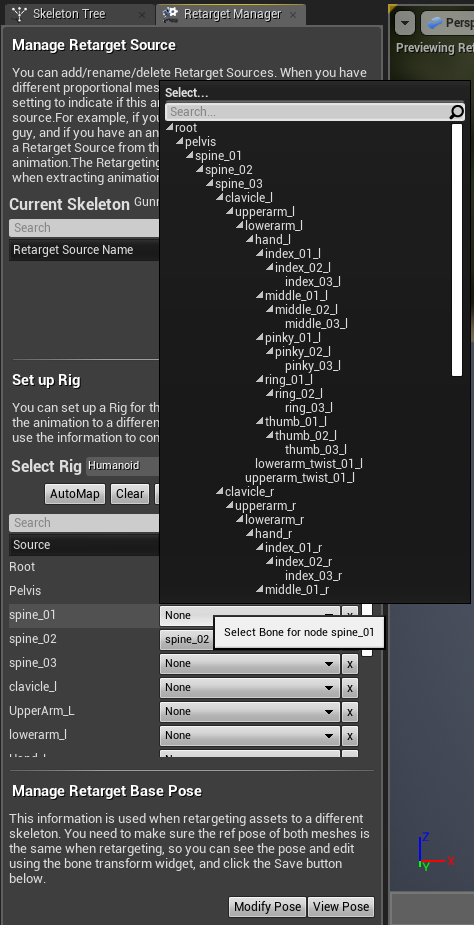 Skeleton Tree
Retarget Manager
Persp
Previewing Ref
Manage Retarget Source
You can add/rename/delete Retarget Sources. When you have
different proportional mes
setting to indicate if this an
source.For example, if you
guy, and if you have an an
a Retarget Source from th
animation.The Retargeting
when extracting animatio
Current Skeleton Gunn
Search
Retarget Source Name
Select...
Search...
root
pelvis
spine_01
spine_02
spine_03
clavicle_l
upperarm_l
lowerarm_l
hand_l
index_01_l
index_02_l
index_03_l
middle_01_l
middle_02_l
middle_03_l
pinky_01_l
pinky_02_l
pinky_03_l
ring_01_l
ring_02_l
ring_03_l
thumb_01_l
thumb_02_l
thumb_03_l
lowerarm_twist_01_l
upperarm_twist_01_l
clavicle_r
upperarm_r
lowerarm_r
hand_r
index_01_r
index_02_r
index_03_r
middle_01_r
Set up Rig
You can set up a Rig for th
the animation to a differe
use the information to con
Select Rig Humanoid
AutoMap Clear
Search
Source
Root
Pelvis
spine_01 None x
Select Bone for node spine_01
spine_02 spine_02
spine_03 None x
clavicle_l None x
UpperArm_L None x
lowerarm_l None x
Manage Retarget Base Pose
This information is used when retargeting assets to a different
skeleton. You need to make sure the ref pose of both meshes is
the same when retargeting, so you can see the pose and edit
using the bone transform widget, and click the Save button
below.
Modify Pose View Pose
Z
X
Y